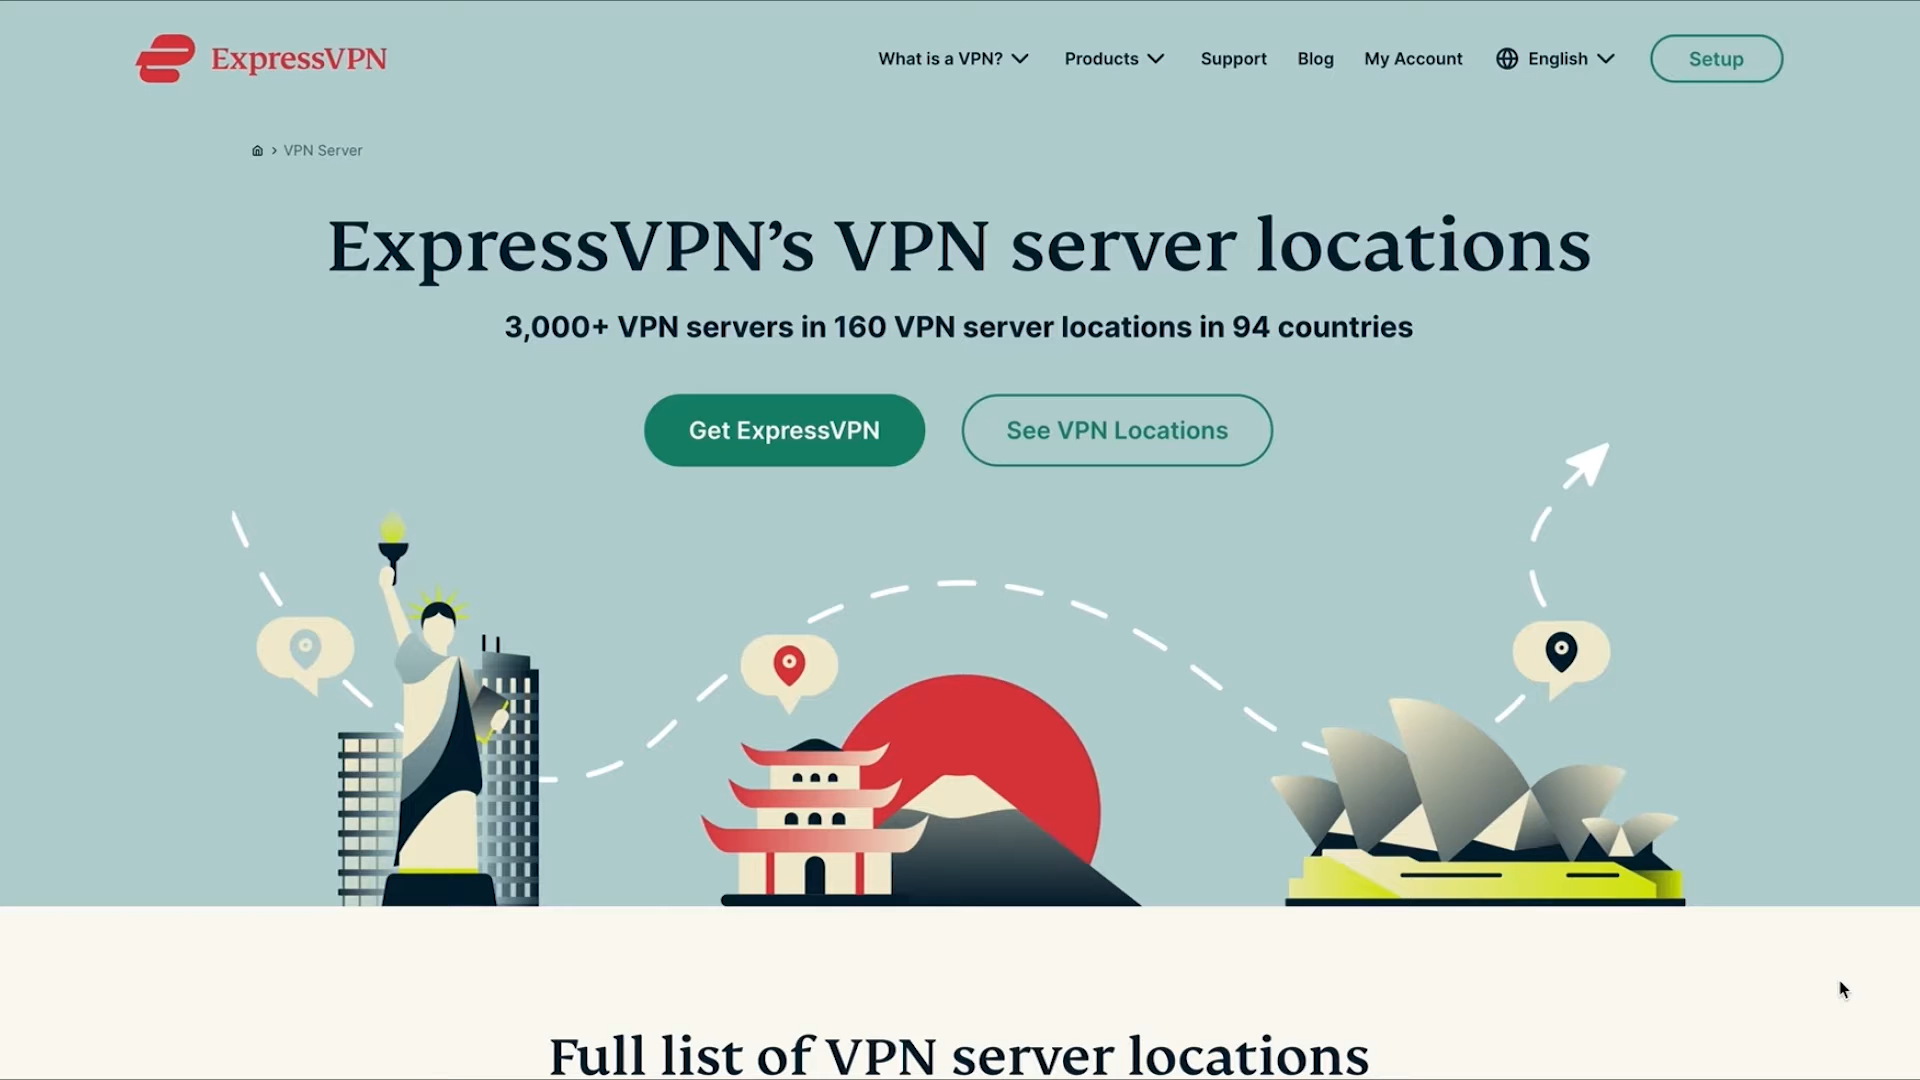 ExpressVPN
What is a VPN?
Products
Support
Blog
My Account
English
Setup
VPN Server
ExpressVPN’s VPN server locations
3,000+ VPN servers in 160 VPN server locations in 94 countries
Get ExpressVPN
See VPN Locations
Full list of VPN server locations